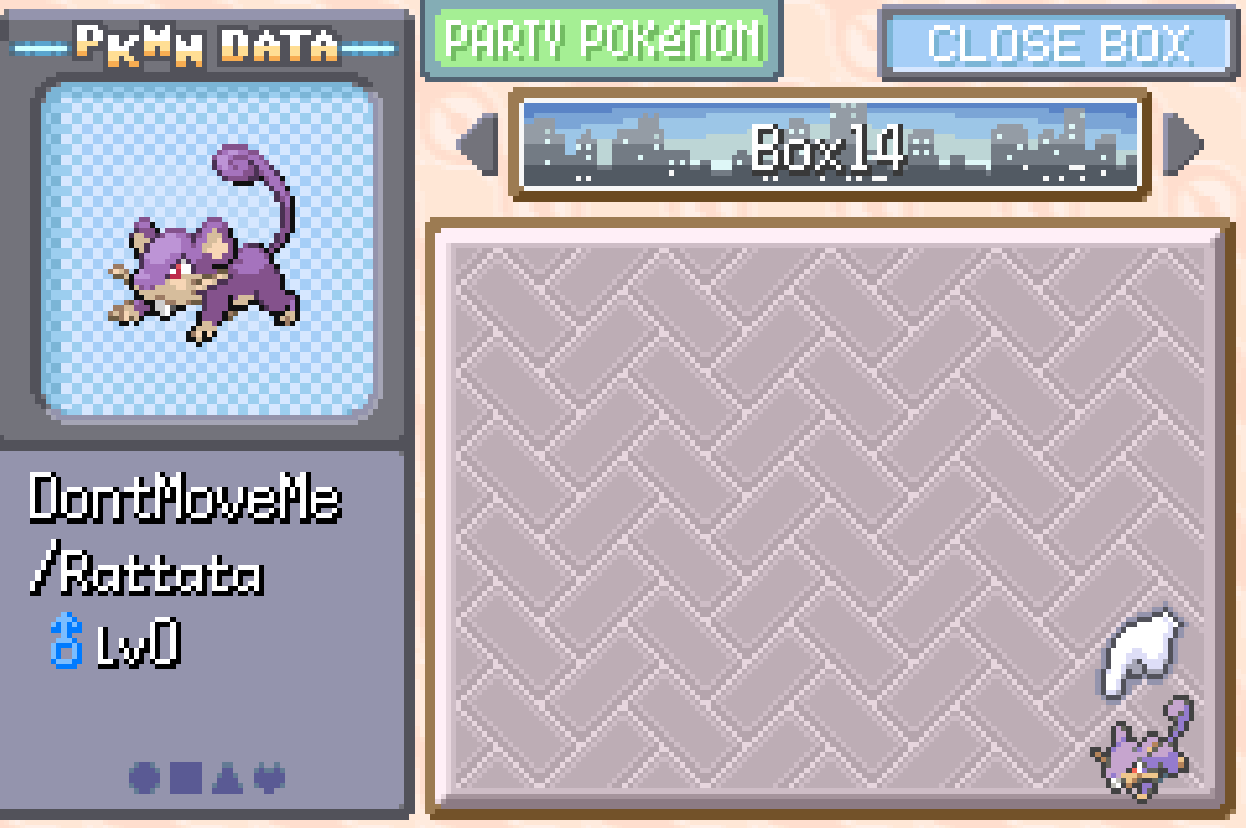 PKMN DATA
PARTY POKéMON
CLOSE BOX
Box14
DontMoveMe
/Rattata
♂ Lv0